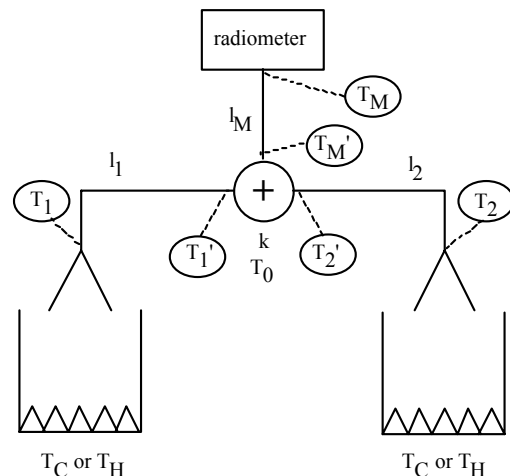 radiometer
T_M
l_M
T_M'
l_1
l_2
T_1
+
T_2
T_1'
k
T_2'
T_0
T_C or T_H
T_C or T_H